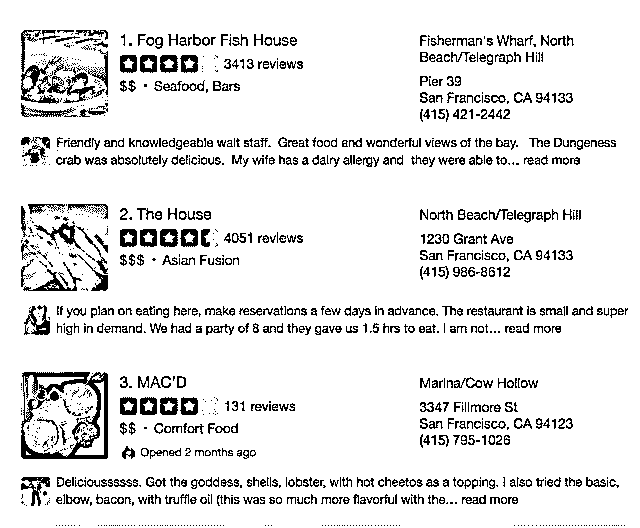 1. Fog Harbor Fish House
3413 reviews
$$ • Seafood, Bars
Fisherman's Wharf, North
Beach/Telegraph Hill
Pier 39
San Francisco, CA 94133
(415) 421-2442
Friendly and knowledgeable wait staff. Great food and wonderful views of the bay. The Dungeness
crab was absolutely delicious. My wife has a dairy allergy and they were able to... read more
2. The House
4051 reviews
$$$ • Asian Fusion
North Beach/Telegraph Hill
1230 Grant Ave
San Francisco, CA 94133
(415) 986-8612
If you plan on eating here, make reservations a few days in advance. The restaurant is small and super
high in demand. We had a party of 8 and they gave us 1.5 hrs to eat. I am not... read more
3. MAC'D
131 reviews
$$ • Comfort Food
Opened 2 months ago
Marina/Cow Hollow
3347 Fillmore St
San Francisco, CA 94123
(415) 795-1026
Deliciousssss. Got the goddess, shells, lobster, with hot cheetos as a topping. I also tried the basic,
elbow, bacon, with truffle oil (this was so much more flavorful with the... read more